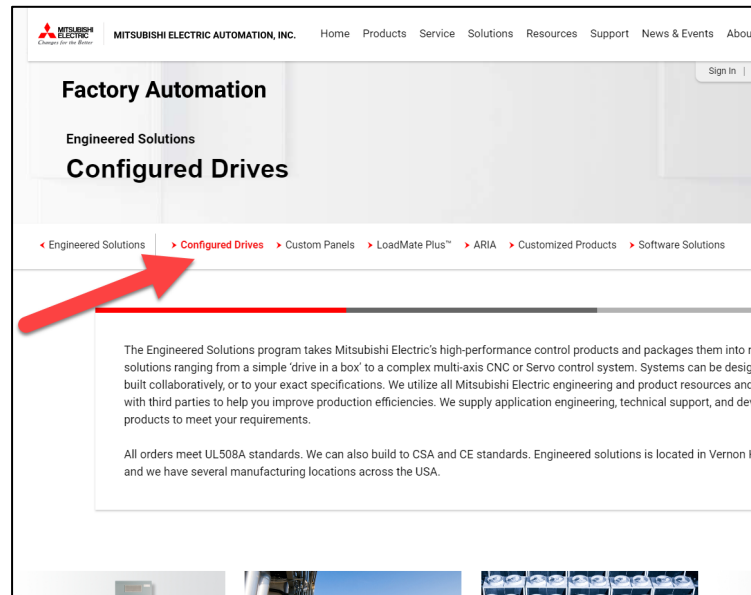 MITSUBISHI ELECTRIC
Changes for the Better
MITSUBISHI ELECTRIC AUTOMATION, INC.
Home Products Service Solutions Resources Support News & Events
Sign In |
Factory Automation
Engineered Solutions
Configured Drives
Engineered Solutions Configured Drives Custom Panels LoadMate Plus™ ARIA Customized Products Software Solutions
The Engineered Solutions program takes Mitsubishi Electric's high-performance control products and packages them into
solutions ranging from a simple 'drive in a box' to a complex multi-axis CNC or Servo control system. Systems can be
built collaboratively, or to your exact specifications. We utilize all Mitsubishi Electric engineering and product resources and
with third parties to help you improve production efficiencies. We supply application engineering, technical support, and
products to meet your requirements.
All orders meet UL508A standards. We can also build to CSA and CE standards. Engineered solutions is located in Vernon
and we have several manufacturing locations across the USA.